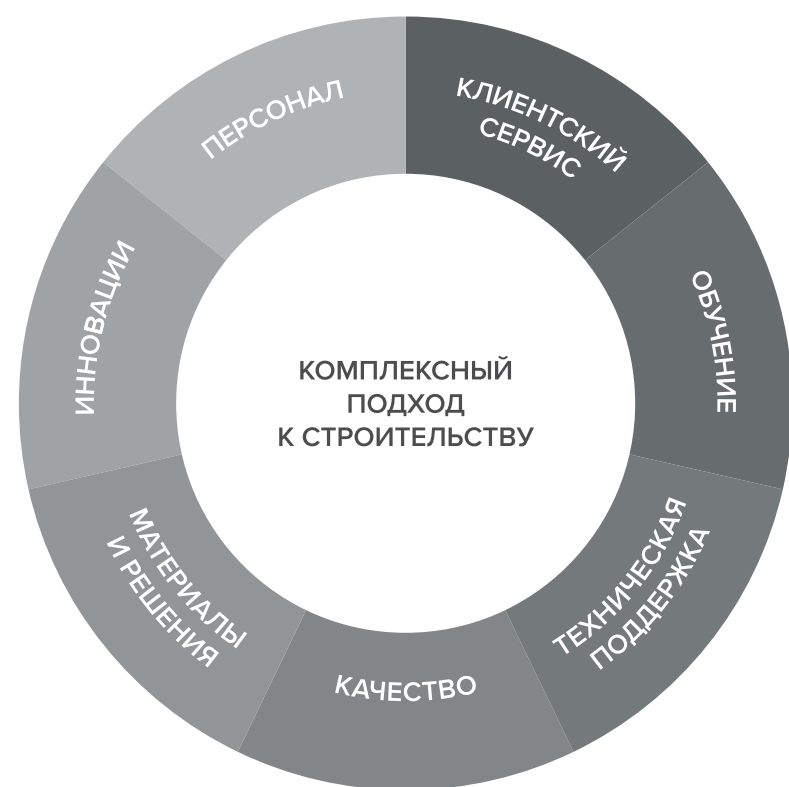 КЛИЕНТСКИЙ
СЕРВИС
ОБУЧЕНИЕ
ТЕХНИЧЕСКАЯ
ПОДДЕРЖКА
КАЧЕСТВО
МАТЕРИАЛЫ
И РЕШЕНИЯ
ИННОВАЦИИ
ПЕРСОНАЛ
КОМПЛЕКСНЫЙ
ПОДХОД
К СТРОИТЕЛЬСТВУ